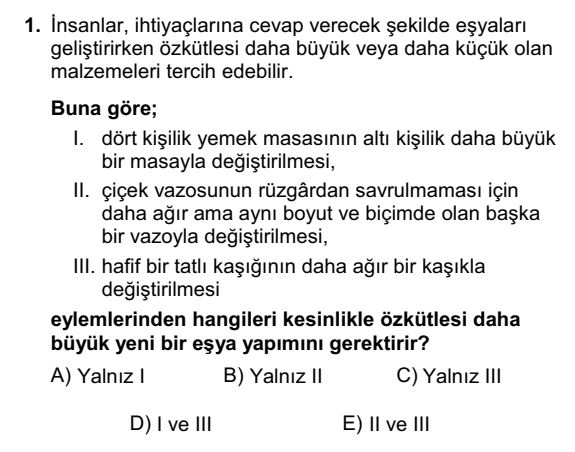 1. İnsanlar, ihtiyaçlarına cevap verecek şekilde eşyaları
geliştirirken özkütlesi daha büyük veya daha küçük olan
malzemeleri tercih edebilir.
Buna göre;
I. dört kişilik yemek masasının altı kişilik daha büyük
bir masayla değiştirilmesi,
II. çiçek vazosunun rüzgârdan savrulmaması için
daha ağır ama aynı boyut ve biçimde olan başka
bir vazoyla değiştirilmesi,
III. hafif bir tatlı kaşığının daha ağır bir kaşıkla
değiştirilmesi
eylemlerinden hangileri kesinlikle özkütlesi daha
büyük yeni bir eşya yapımını gerektirir?
A) Yalnız I B) Yalnız II C) Yalnız III
D) I ve III E) II ve III